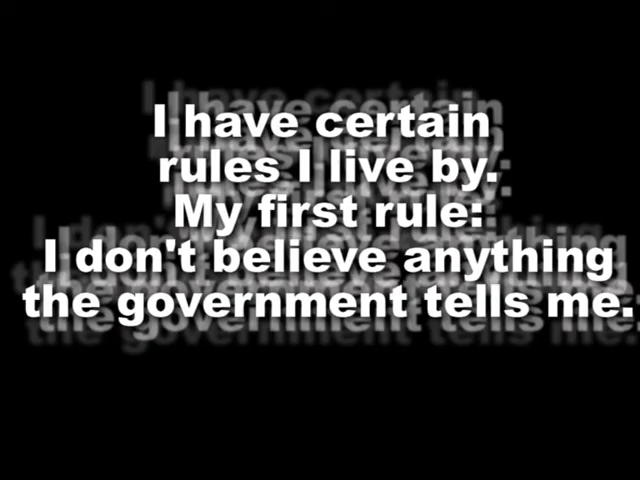 I have certain
rules I live by.
My first rule:
I don't believe anything
the government tells me.